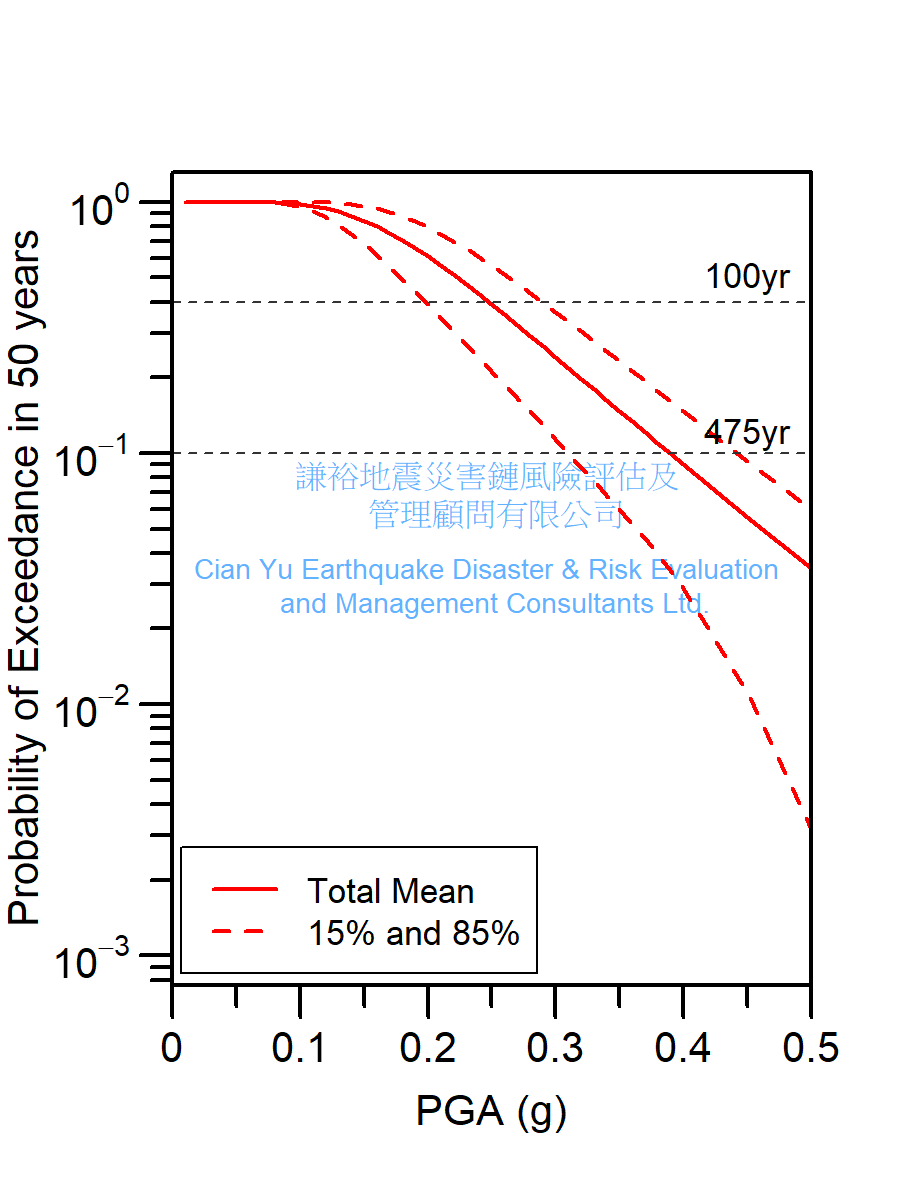 Probability of Exceedance in 50 years
10⁰
10⁻¹
10⁻²
10⁻³
100yr
475yr
謙裕地震災害鏈風險評估及
管理顧問有限公司
Cian Yu Earthquake Disaster & Risk Evaluation
and Management Consultants Ltd.
Total Mean
15% and 85%
0 0.1 0.2 0.3 0.4 0.5
PGA (g)